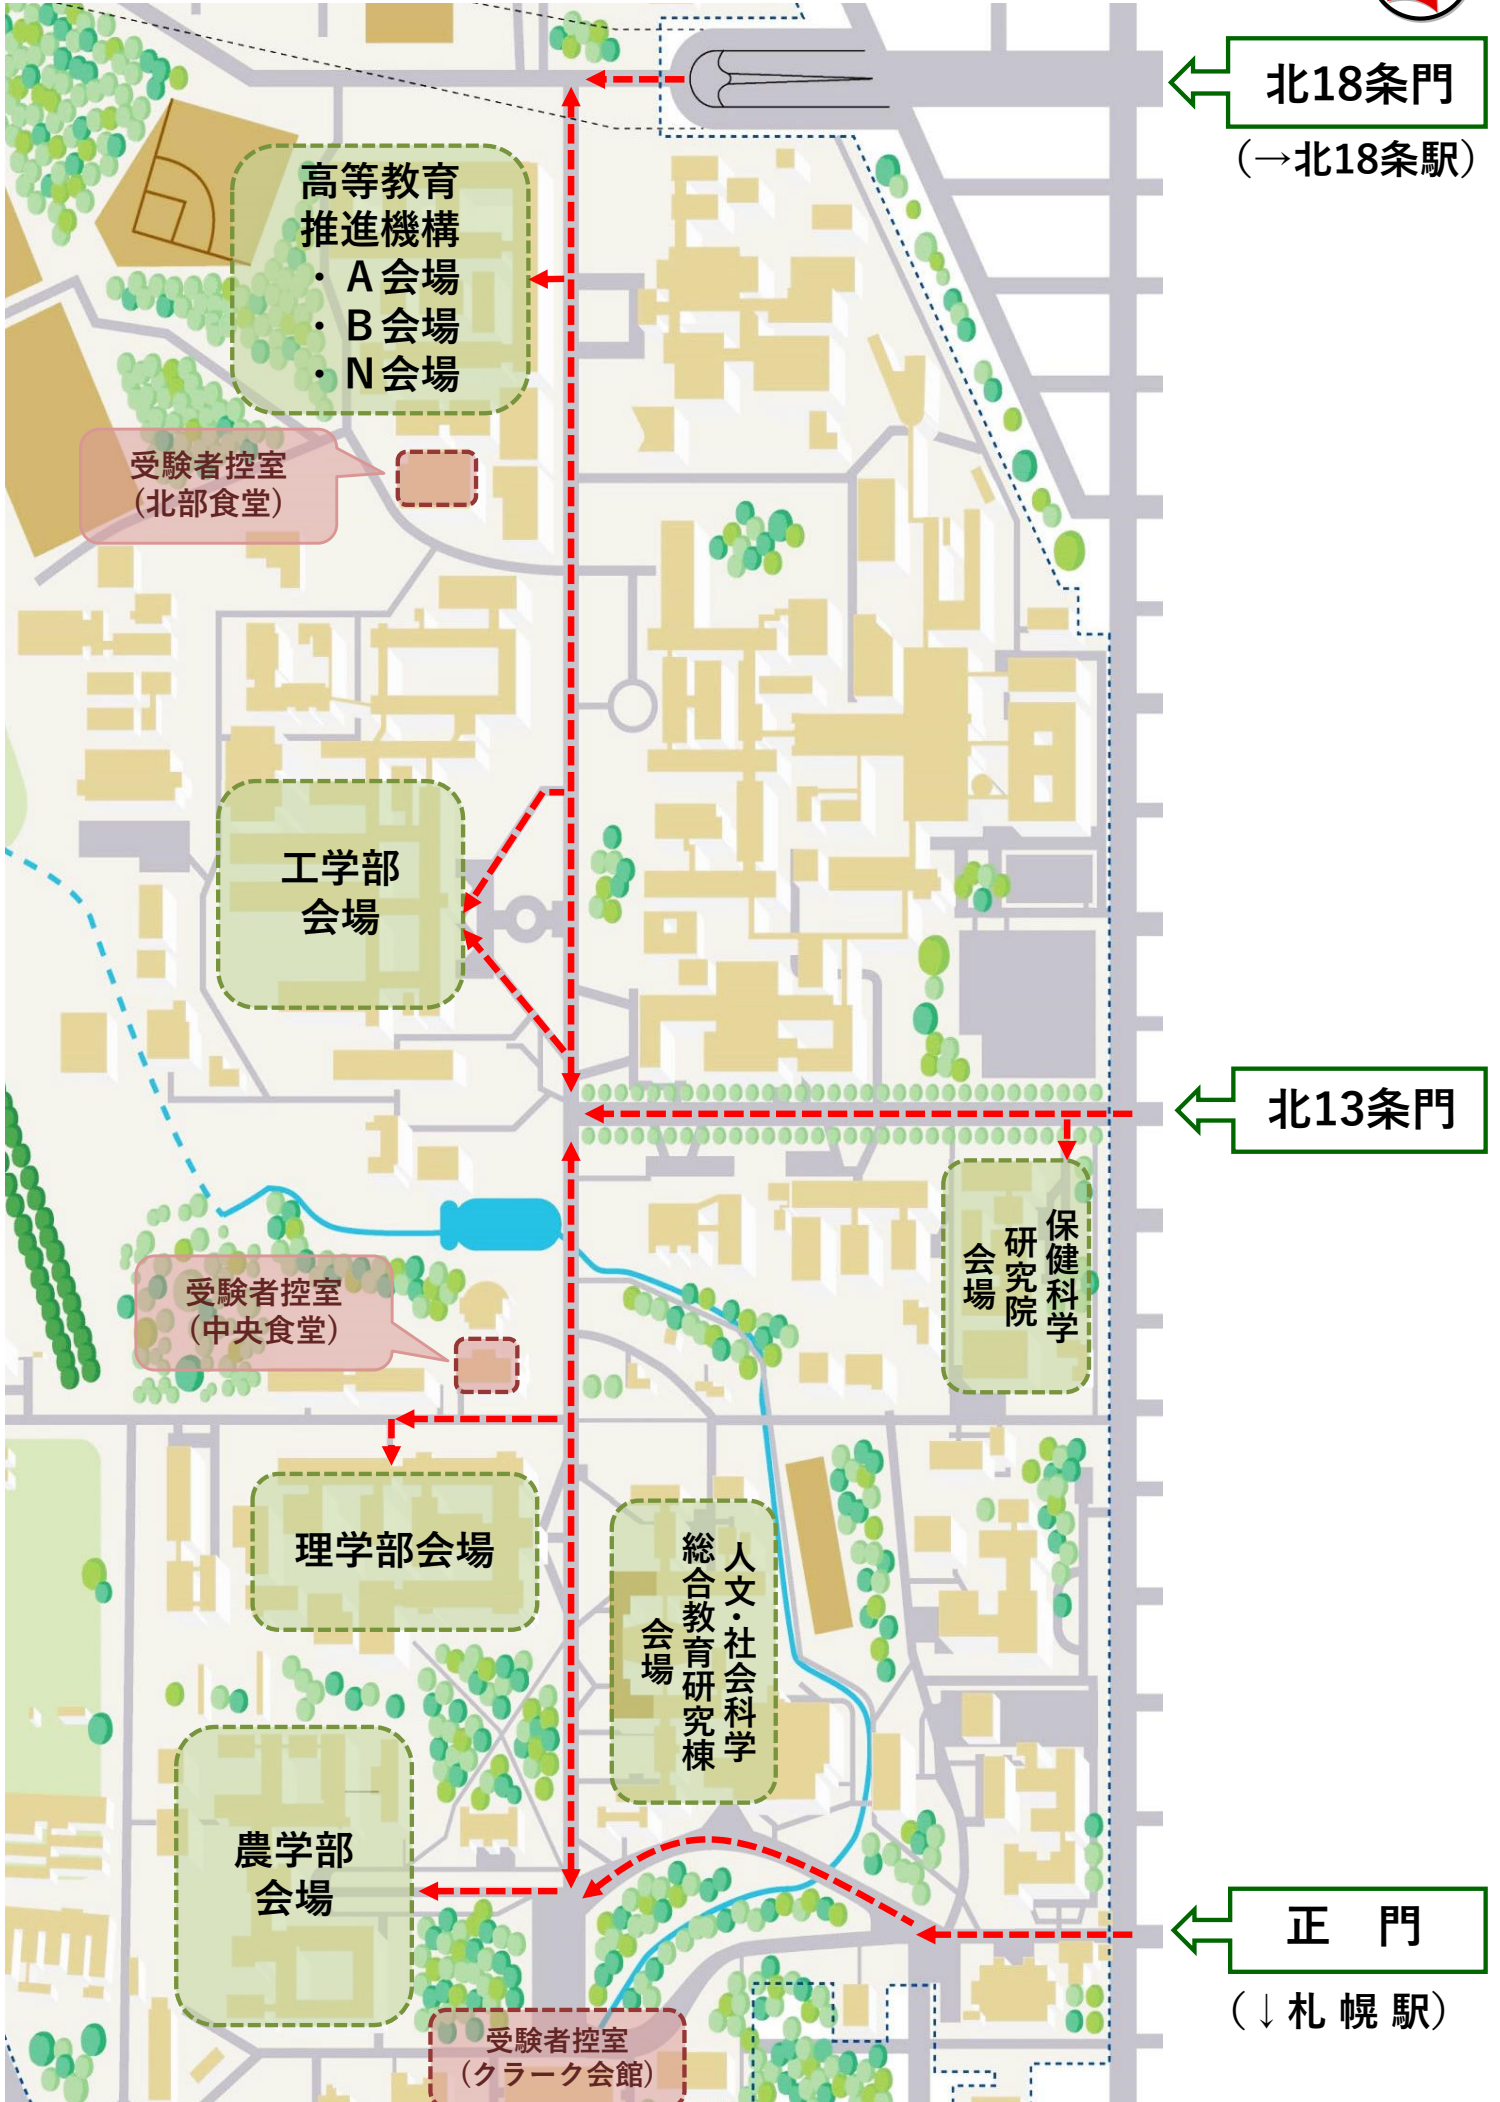 北18条門
（→北18条駅）
高等教育
推進機構
・Ａ会場
・Ｂ会場
・Ｎ会場
受験者控室
(北部食堂)
工学部
会場
北13条門
保健科学
研究院
会場
受験者控室
(中央食堂)
理学部会場
人文・社会科学
総合教育研究棟
会場
農学部
会場
正　門
（↓札 幌 駅）
受験者控室
(クラーク会館)